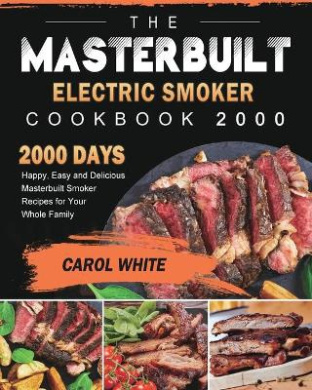 THE
MASTERBUILT
ELECTRIC SMOKER
COOKBOOK 2000
2000 DAYS
Happy, Easy and Delicious
Masterbuilt Smoker
Recipes for Your
Whole Family
CAROL WHITE